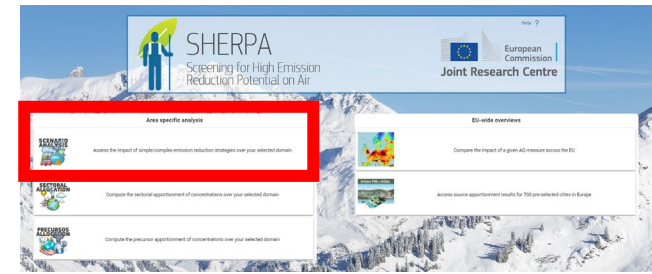 Help ?
SHERPA
Screening for High Emission
Reduction Potential on Air
European
Commission
Joint Research Centre
Area specific analysis
SCENARIO
ANALYSIS
Assess the impact of simple/complex emission reduction strategies over your selected domain
SECTORAL
ALLOCATION
Compute the sectorial apportionment of concentrations over your selected domain
PRECURSOS
ALLOCATION
Compute the precursor apportionment of concentrations over your selected domain
EU-wide overviews
Compare the impact of a given AQ measure across the EU
Urban PM2.5 Atlas
Access source apportionment results for 700 pre-selected cities in Europe